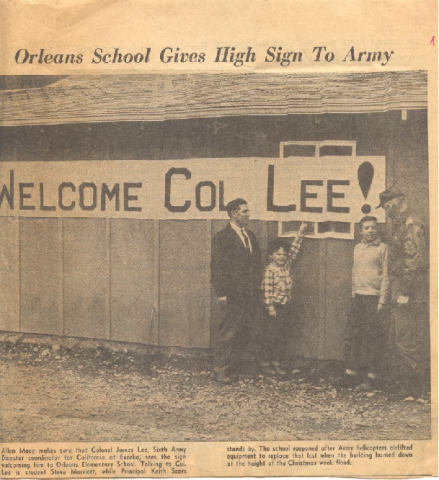 Orleans School Gives High Sign To Army
WELCOME COL LEE!
Allen Mace makes sure that Colonel James Lee, Sixth Army
Disaster coordinator for California at Eureka, sees the sign
welcoming him to Orleans Elementary School. Talking to Col.
Lee is student Steve Marriott, while Principal Keith Sears
stands by. The school reopened after Army helicopters airlifted
equipment to replace that lost when the building burned down
at the height of the Christmas week flood.